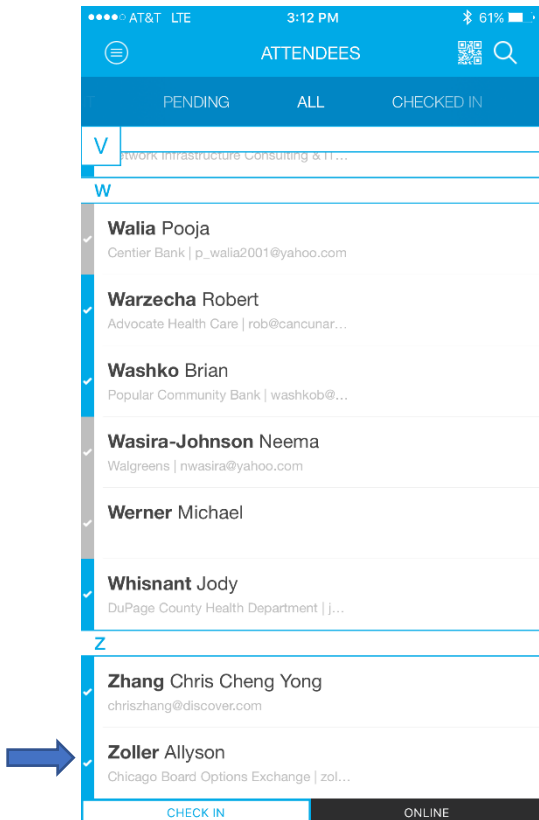 AT&T LTE 3:12 PM 61%
ATTENDEES
PENDING ALL CHECKED IN
V
etwork Infrastructure Consulting & IT…
W
Walia Pooja
Centier Bank | p_walia2001@yahoo.com
Warzecha Robert
Advocate Health Care | rob@cancunar…
Washko Brian
Popular Community Bank | washkob@…
Wasira-Johnson Neema
Walgreens | nwasira@yahoo.com
Werner Michael
Whisnant Jody
DuPage County Health Department | j…
Z
Zhang Chris Cheng Yong
chriszhang@discover.com
Zoller Allyson
Chicago Board Options Exchange | zol…
CHECK IN ONLINE